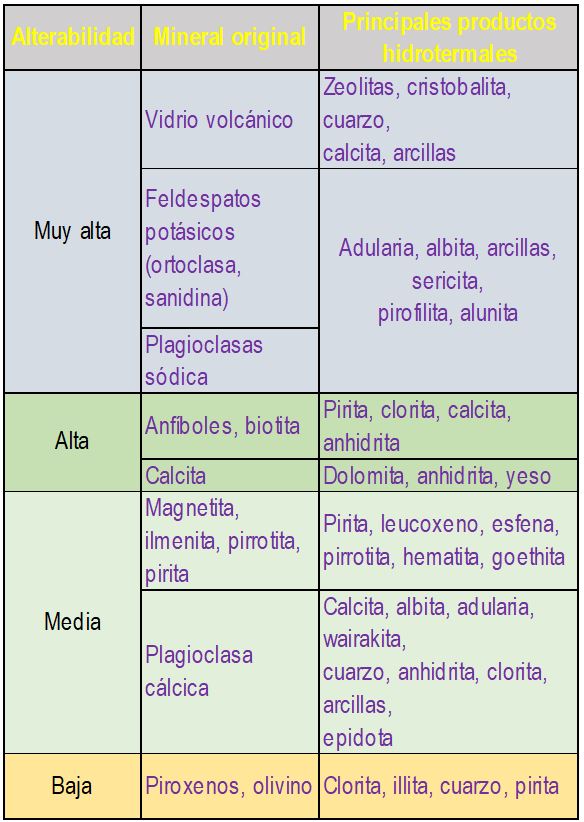 Alterabilidad
Mineral original
Principales productos
hidrotermales
Muy alta
Vidrio volcánico
Zeolitas, cristobalita,
cuarzo,
calcita, arcillas
Feldespatos
potásicos
(ortoclasa,
sanidina)
Adularia, albita, arcillas,
sericita,
pirofilita, alunita
Plagioclasas
sódica
Alta
Anfíboles, biotita
Pirita, clorita, calcita,
anhidrita
Calcita
Dolomita, anhidrita, yeso
Media
Magnetita,
ilmenita, pirrotita,
pirita
Pirita, leucoxeno, esfena,
pirrotita, hematita, goethita
Plagioclasa
cálcica
Calcita, albita, adularia,
wairakita,
cuarzo, anhidrita, clorita,
arcillas,
epidota
Baja
Piroxenos, olivino
Clorita, illita, cuarzo, pirita